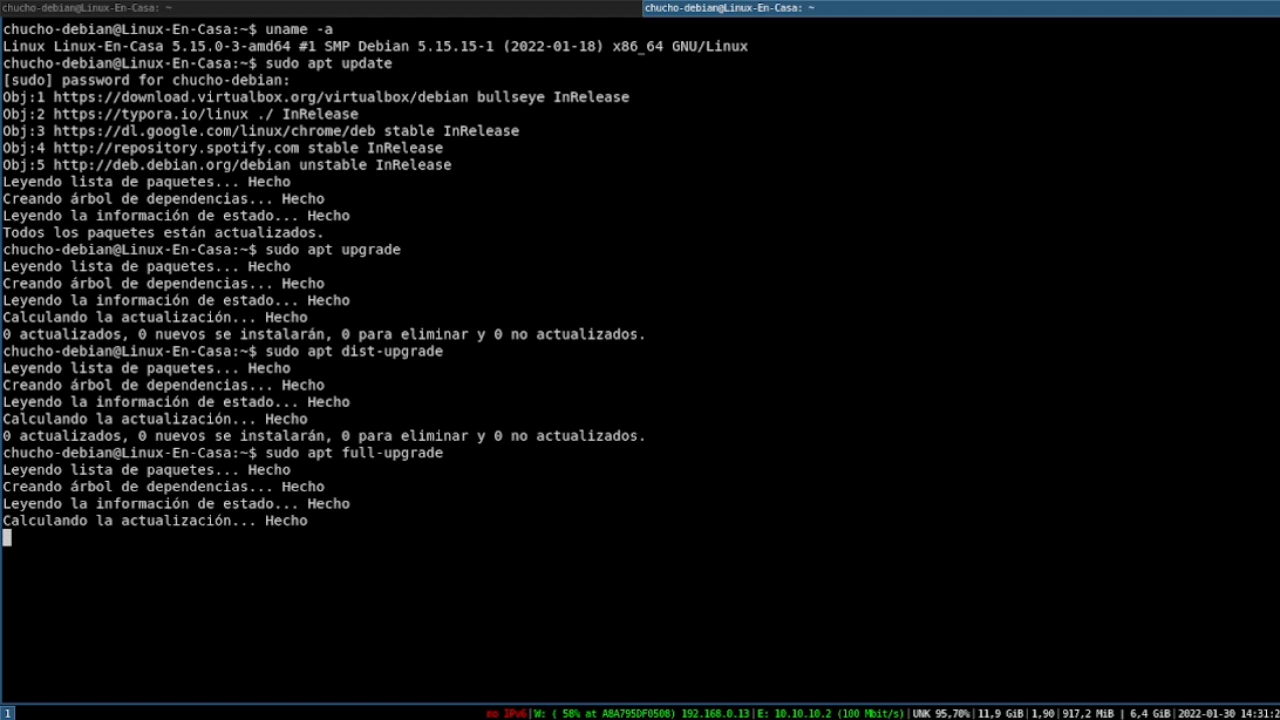 chucho-debian@Linux-En-Casa: ~
chucho-debian@Linux-En-Casa: ~
chucho-debian@Linux-En-Casa:~$ uname -a
Linux Linux-En-Casa 5.15.0-3-amd64 #1 SMP Debian 5.15.15-1 (2022-01-18) x86_64 GNU/Linux
chucho-debian@Linux-En-Casa:~$ sudo apt update
[sudo] password for chucho-debian:
Obj:1 https://download.virtualbox.org/virtualbox/debian bullseye InRelease
Obj:2 https://typora.io/linux ./ InRelease
Obj:3 https://dl.google.com/linux/chrome/deb stable InRelease
Obj:4 http://repository.spotify.com stable InRelease
Obj:5 http://deb.debian.org/debian unstable InRelease
Leyendo lista de paquetes... Hecho
Creando árbol de dependencias... Hecho
Leyendo la información de estado... Hecho
Todos los paquetes están actualizados.
chucho-debian@Linux-En-Casa:~$ sudo apt upgrade
Leyendo lista de paquetes... Hecho
Creando árbol de dependencias... Hecho
Leyendo la información de estado... Hecho
Calculando la actualización... Hecho
0 actualizados, 0 nuevos se instalarán, 0 para eliminar y 0 no actualizados.
chucho-debian@Linux-En-Casa:~$ sudo apt dist-upgrade
Leyendo lista de paquetes... Hecho
Creando árbol de dependencias... Hecho
Leyendo la información de estado... Hecho
Calculando la actualización... Hecho
0 actualizados, 0 nuevos se instalarán, 0 para eliminar y 0 no actualizados.
chucho-debian@Linux-En-Casa:~$ sudo apt full-upgrade
Leyendo lista de paquetes... Hecho
Creando árbol de dependencias... Hecho
Leyendo la información de estado... Hecho
Calculando la actualización... Hecho
1 no IPv6|W: ( 58% at A8A795DF0508) 192.168.0.13|E: 10.10.10.2 (100 Mbit/s)|UNK 95,70%|11,9 GiB|1,90|917,2 MiB | 6,4 GiB|2022-01-30 14:31:2